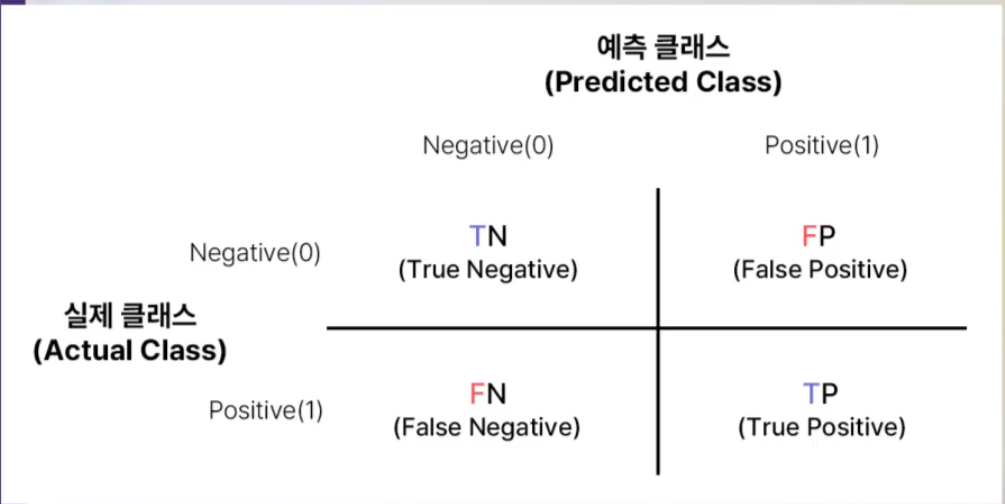 예측 클래스
(Predicted Class)
Negative(0)
Positive(1)
Negative(0)
TN
(True Negative)
FP
(False Positive)
실제 클래스
(Actual Class)
Positive(1)
FN
(False Negative)
TP
(True Positive)